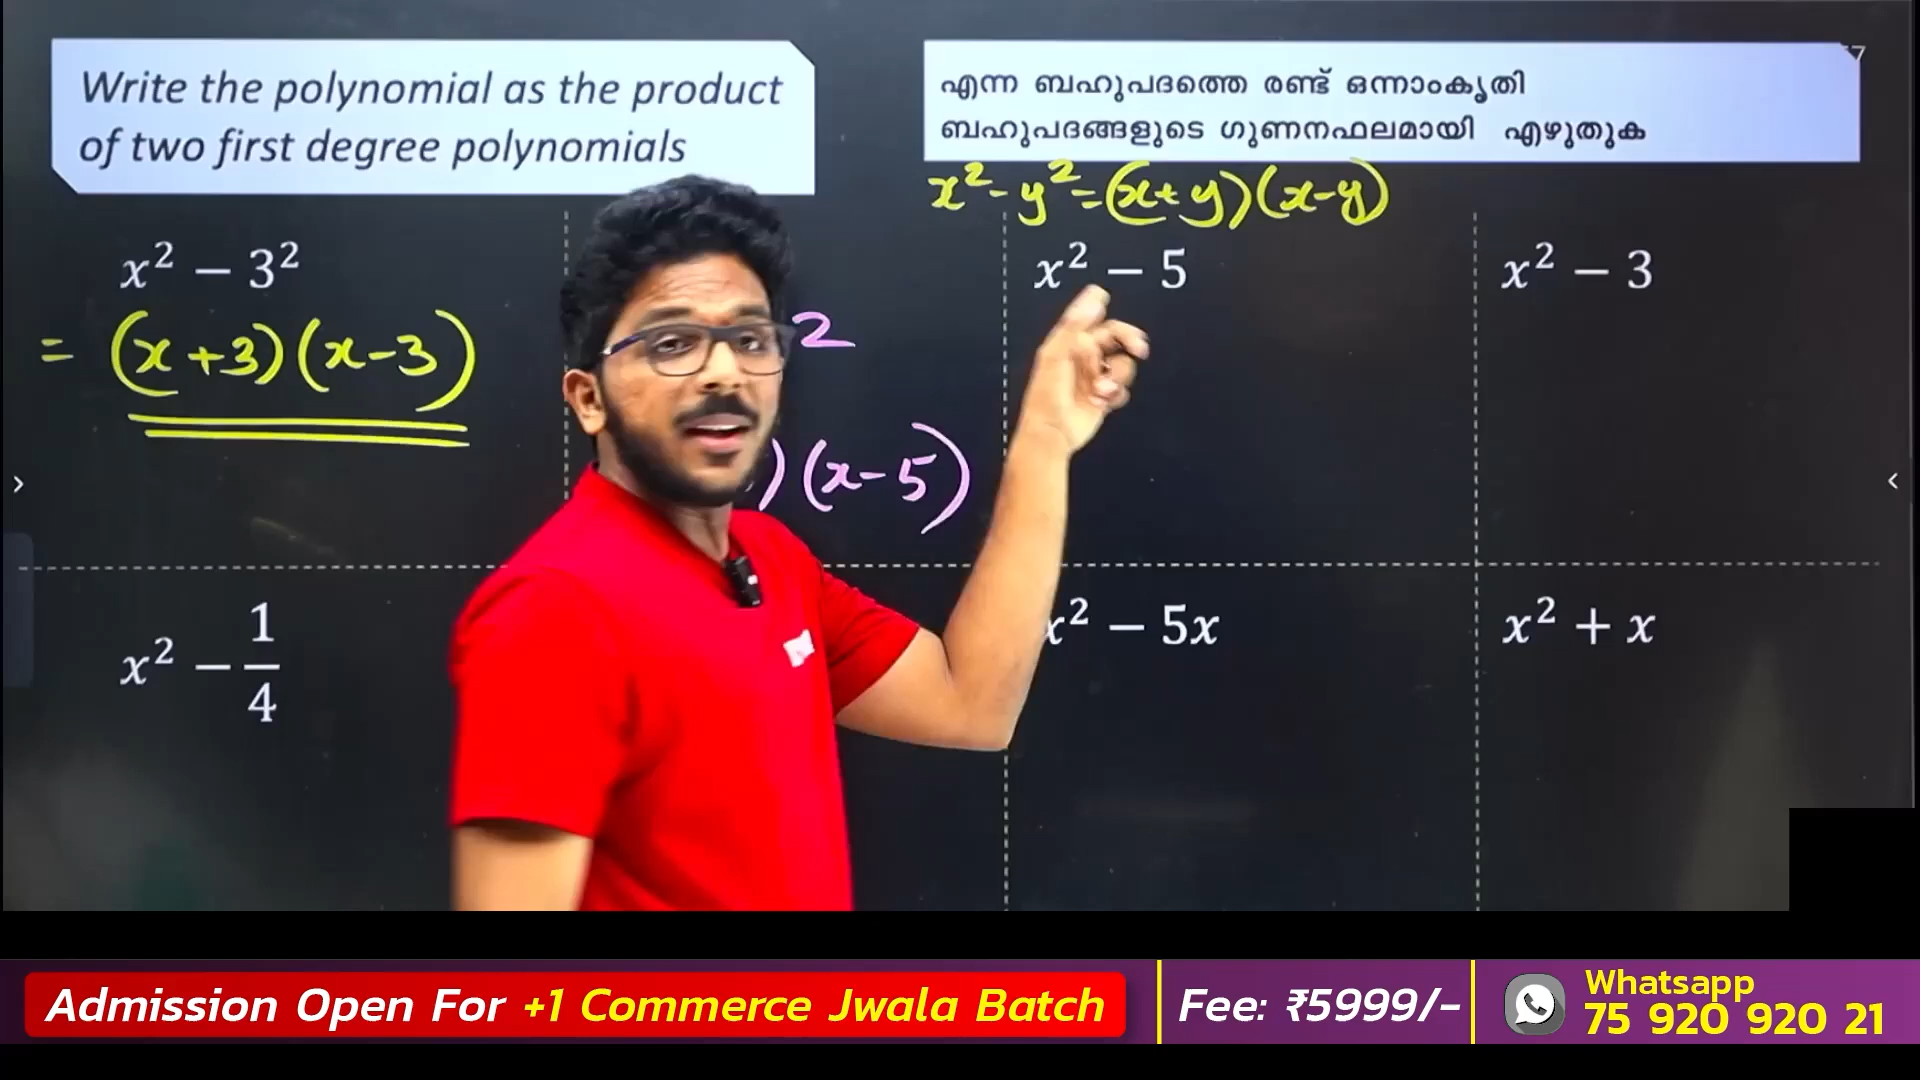 Write the polynomial as the product
of two first degree polynomials
എന്ന ബഹുപദത്തെ രണ്ട് ഒന്നാംകൃതി
ബഹുപദങ്ങളുടെ ഗുണനഫലമായി എഴുതുക
x² - y² = (x+y)(x-y)
x² − 3²
= (x+3)(x-3)
2
)(x-5)
x² − 5
x² − 3
x² − 1/4
x² − 5x
x² + x
Admission Open For +1 Commerce Jwala Batch
Fee: ₹5999/-
Whatsapp
75 920 920 21